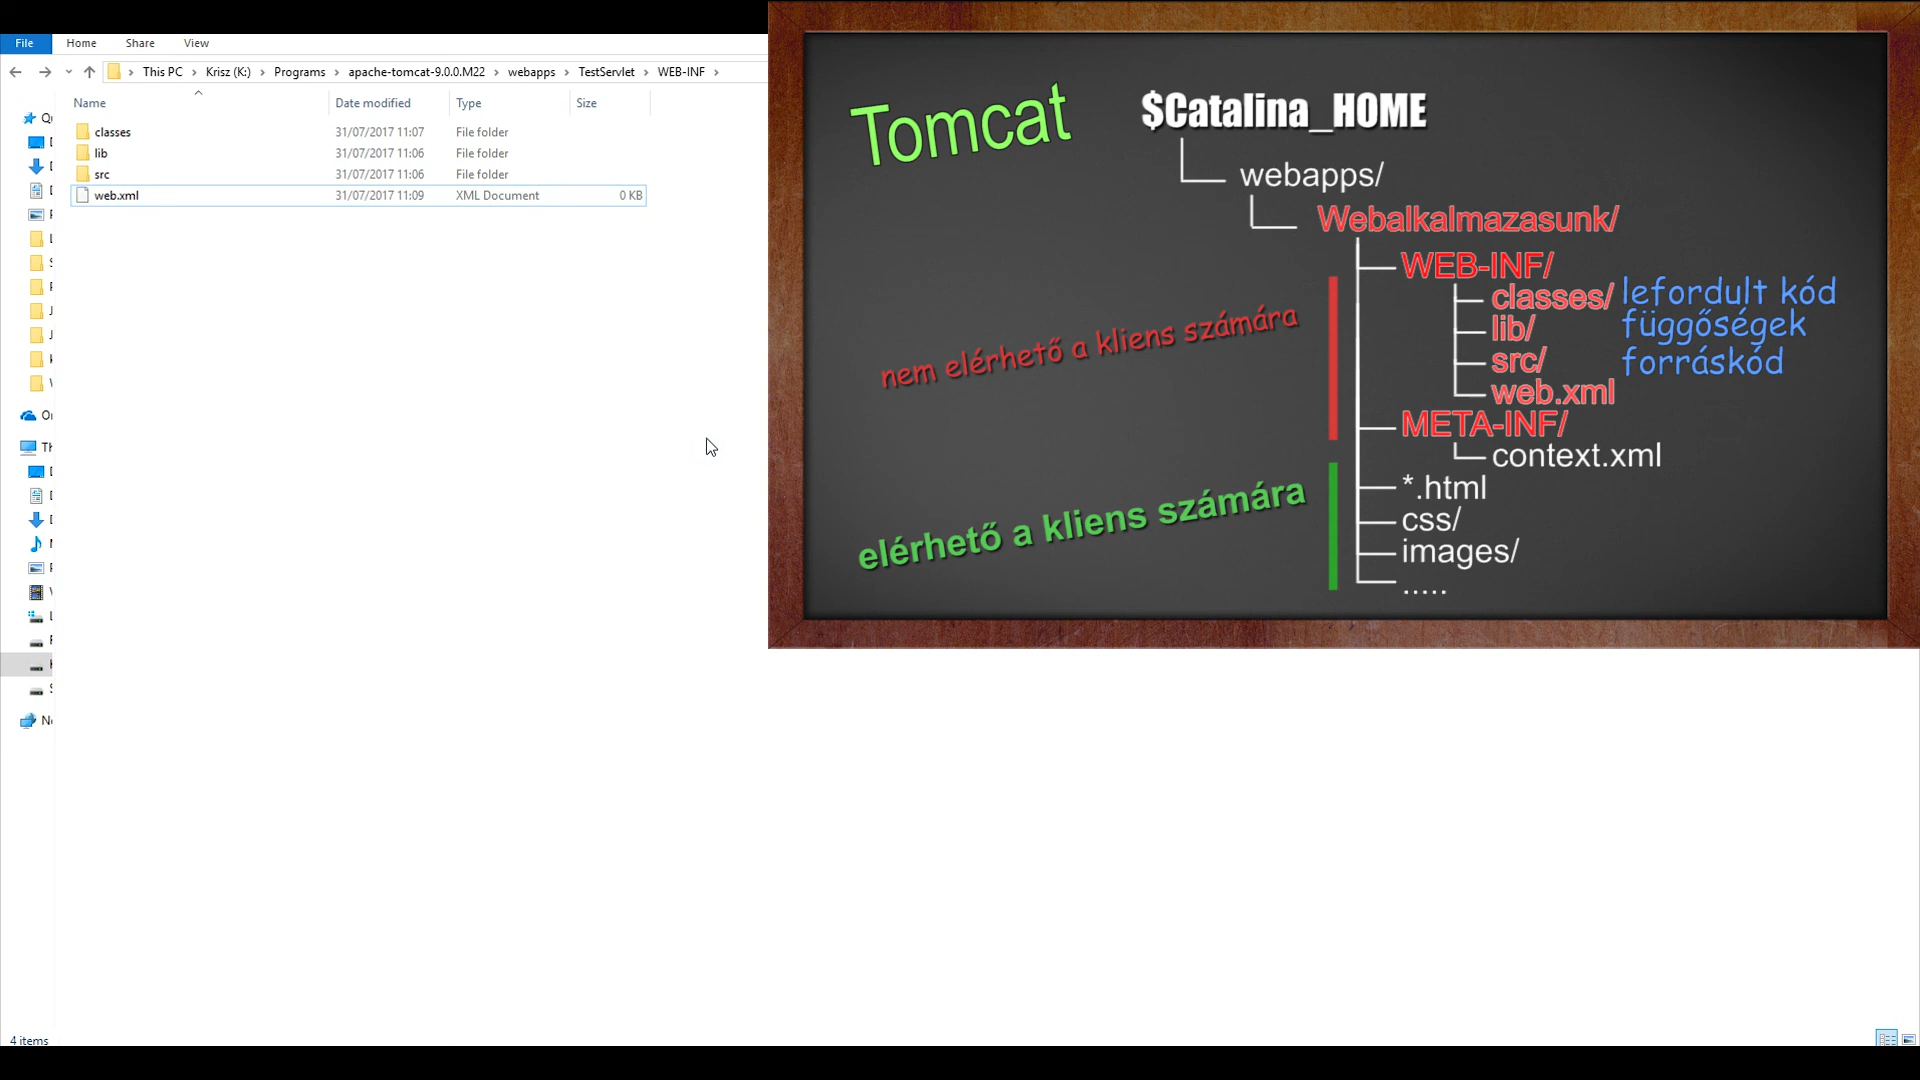 File Home Share View
This PC Krisz (K:) Programs apache-tomcat-9.0.0.M22 webapps TestServlet WEB-INF
Name Date modified Type Size
classes 31/07/2017 11:07 File folder
lib 31/07/2017 11:06 File folder
src 31/07/2017 11:06 File folder
web.xml 31/07/2017 11:09 XML Document 0 KB
4 items
Tomcat
$Catalina_HOME
webapps/
Webalkalmazasunk/
WEB-INF/
classes/ lefordult kód
lib/ függőségek
src/ forráskód
web.xml
META-INF/
context.xml
*.html
css/
images/
.....
nem elérhető a kliens számára
elérhető a kliens számára